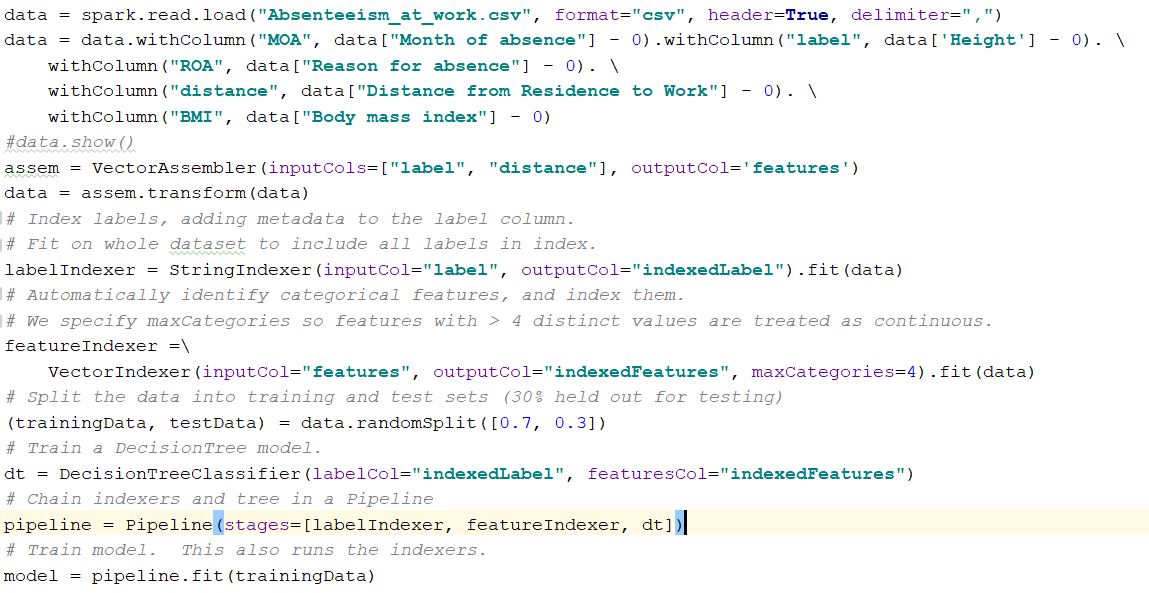 data = spark.read.load("Absenteeism_at_work.csv", format="csv", header=True, delimiter=",")
data = data.withColumn("MOA", data["Month of absence"] - 0).withColumn("label", data['Height'] - 0). \
    withColumn("ROA", data["Reason for absence"] - 0). \
    withColumn("distance", data["Distance from Residence to Work"] - 0). \
    withColumn("BMI", data["Body mass index"] - 0)
#data.show()
assem = VectorAssembler(inputCols=["label", "distance"], outputCol='features')
data = assem.transform(data)
# Index labels, adding metadata to the label column.
# Fit on whole dataset to include all labels in index.
labelIndexer = StringIndexer(inputCol="label", outputCol="indexedLabel").fit(data)
# Automatically identify categorical features, and index them.
# We specify maxCategories so features with > 4 distinct values are treated as continuous.
featureIndexer =\
    VectorIndexer(inputCol="features", outputCol="indexedFeatures", maxCategories=4).fit(data)
# Split the data into training and test sets (30% held out for testing)
(trainingData, testData) = data.randomSplit([0.7, 0.3])
# Train a DecisionTree model.
dt = DecisionTreeClassifier(labelCol="indexedLabel", featuresCol="indexedFeatures")
# Chain indexers and tree in a Pipeline
pipeline = Pipeline(stages=[labelIndexer, featureIndexer, dt])
# Train model.  This also runs the indexers.
model = pipeline.fit(trainingData)